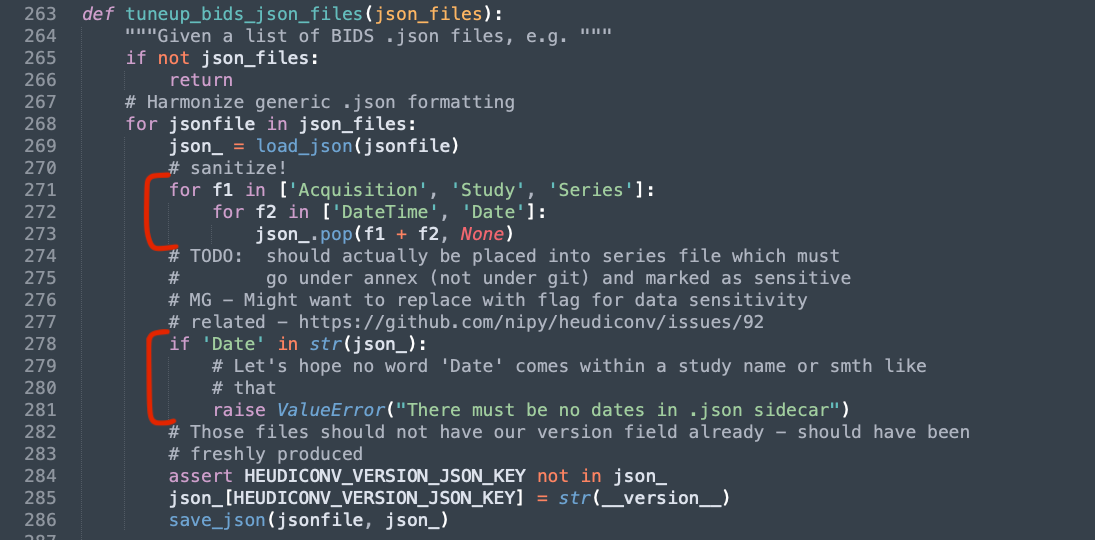 263 def tuneup_bids_json_files(json_files):
264     """Given a list of BIDS .json files, e.g. """
265     if not json_files:
266         return
267     # Harmonize generic .json formatting
268     for jsonfile in json_files:
269         json_ = load_json(jsonfile)
270         # sanitize!
271         for f1 in ['Acquisition', 'Study', 'Series']:
272             for f2 in ['DateTime', 'Date']:
273                 json_.pop(f1 + f2, None)
274         # TODO:  should actually be placed into series file which must
275         #        go under annex (not under git) and marked as sensitive
276         # MG - Might want to replace with flag for data sensitivity
277         # related - https://github.com/nipy/heudiconv/issues/92
278         if 'Date' in str(json_):
279             # Let's hope no word 'Date' comes within a study name or smth like
280             # that
281             raise ValueError("There must be no dates in .json sidecar")
282         # Those files should not have our version field already - should have been
283         # freshly produced
284         assert HEUDICONV_VERSION_JSON_KEY not in json_
285         json_[HEUDICONV_VERSION_JSON_KEY] = str(__version__)
286         save_json(jsonfile, json_)
287